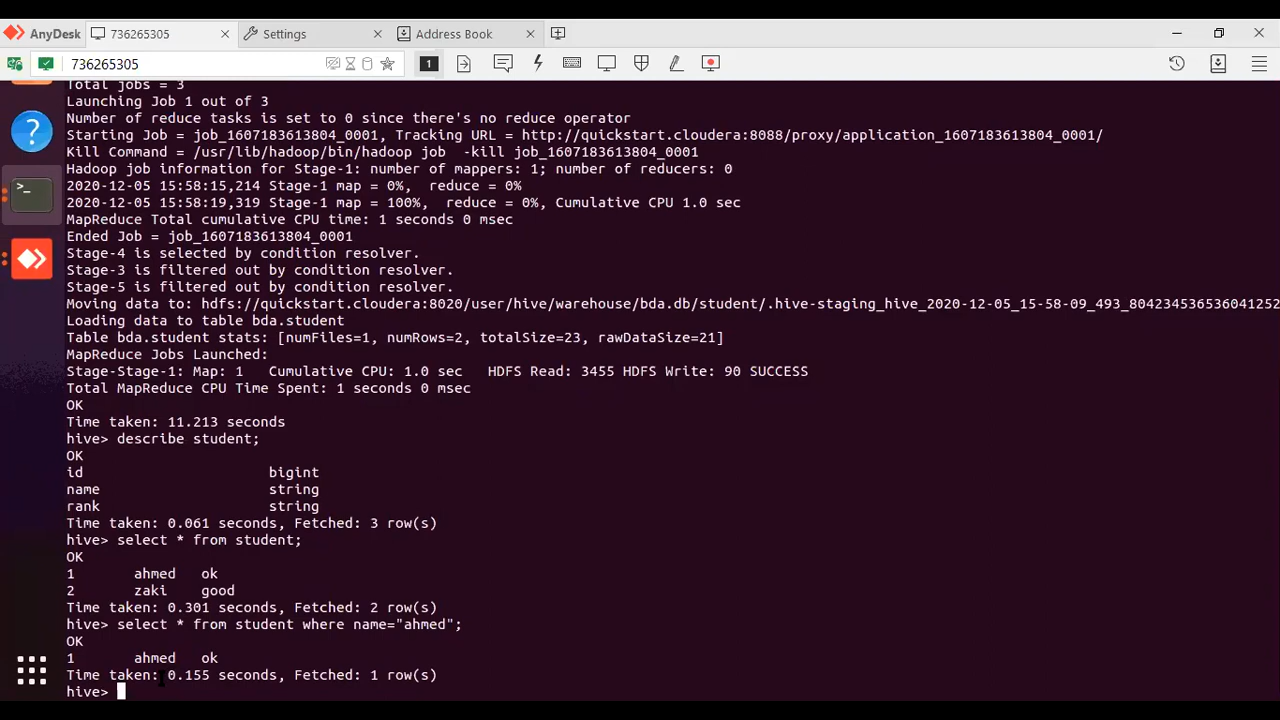 AnyDesk 736265305 Settings Address Book
736265305 1
Total jobs = 3
Launching Job 1 out of 3
Number of reduce tasks is set to 0 since there's no reduce operator
Starting Job = job_1607183613804_0001, Tracking URL = http://quickstart.cloudera:8088/proxy/application_1607183613804_0001/
Kill Command = /usr/lib/hadoop/bin/hadoop job  -kill job_1607183613804_0001
Hadoop job information for Stage-1: number of mappers: 1; number of reducers: 0
2020-12-05 15:58:15,214 Stage-1 map = 0%,  reduce = 0%
2020-12-05 15:58:19,319 Stage-1 map = 100%,  reduce = 0%, Cumulative CPU 1.0 sec
MapReduce Total cumulative CPU time: 1 seconds 0 msec
Ended Job = job_1607183613804_0001
Stage-4 is selected by condition resolver.
Stage-3 is filtered out by condition resolver.
Stage-5 is filtered out by condition resolver.
Moving data to: hdfs://quickstart.cloudera:8020/user/hive/warehouse/bda.db/student/.hive-staging_hive_2020-12-05_15-58-09_493_804234536536041252
Loading data to table bda.student
Table bda.student stats: [numFiles=1, numRows=2, totalSize=23, rawDataSize=21]
MapReduce Jobs Launched:
Stage-Stage-1: Map: 1   Cumulative CPU: 1.0 sec   HDFS Read: 3455 HDFS Write: 90 SUCCESS
Total MapReduce CPU Time Spent: 1 seconds 0 msec
OK
Time taken: 11.213 seconds
hive> describe student;
OK
id bigint
name string
rank string
Time taken: 0.061 seconds, Fetched: 3 row(s)
hive> select * from student;
OK
1 ahmed ok
2 zaki good
Time taken: 0.301 seconds, Fetched: 2 row(s)
hive> select * from student where name="ahmed";
OK
1 ahmed ok
Time taken: 0.155 seconds, Fetched: 1 row(s)
hive>